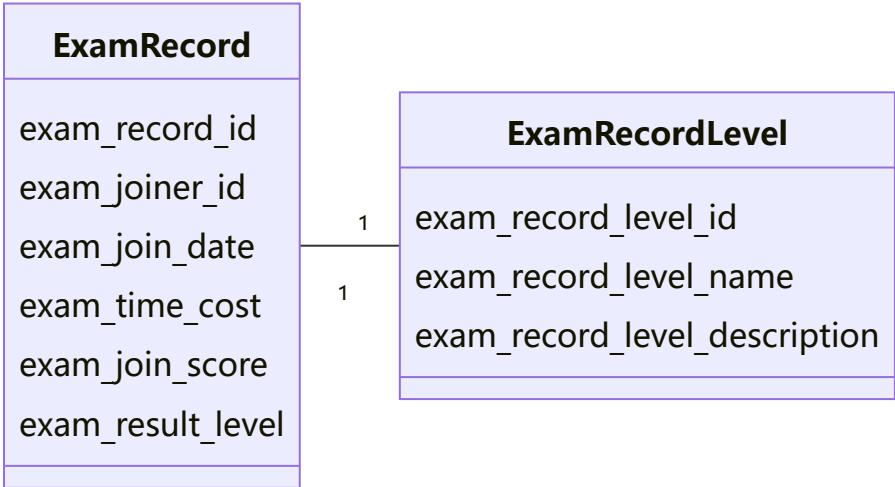 ExamRecord
exam_record_id
exam_joiner_id
exam_join_date
exam_time_cost
exam_join_score
exam_result_level
1
1
ExamRecordLevel
exam_record_level_id
exam_record_level_name
exam_record_level_description